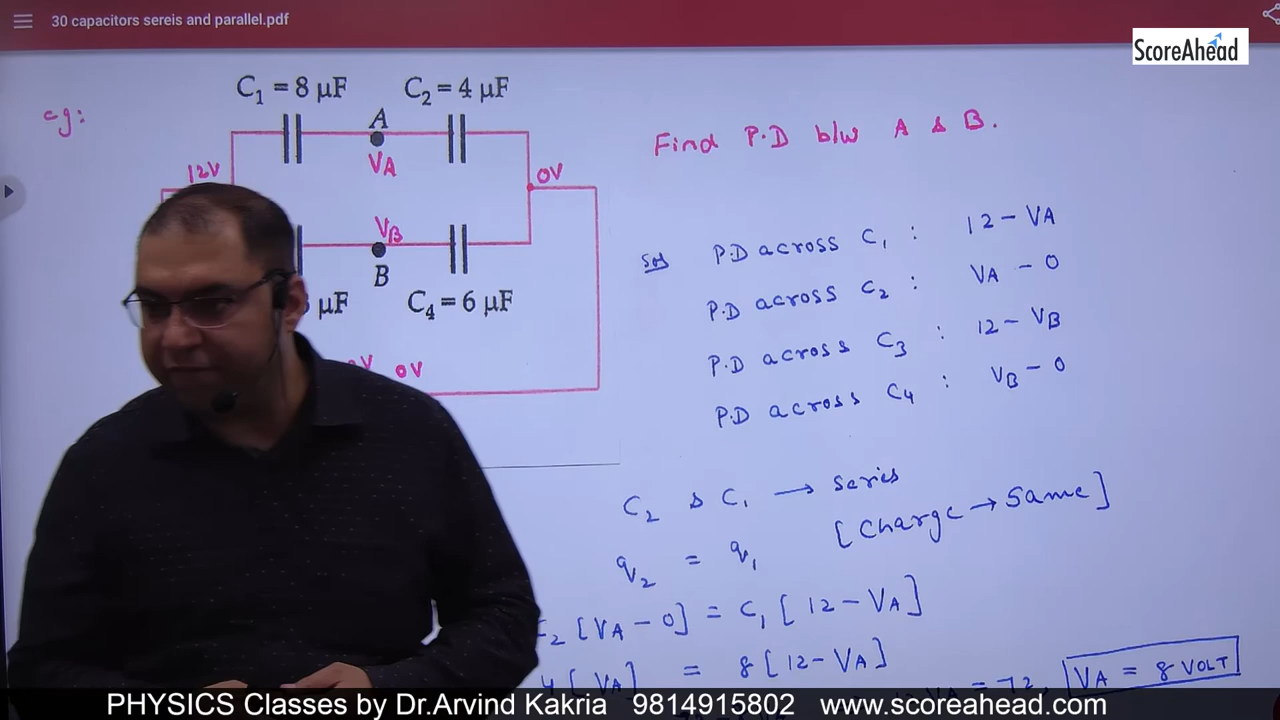 30 capacitors sereis and parallel.pdf
ScoreAhead
eg:
C₁ = 8 μF
C₂ = 4 μF
A
VA
12V
0V
VB
B
μF
C₄ = 6 μF
0V
Find P.D b/w A & B.
Sol P.D across C₁ : 12 - VA
P.D across C₂ : VA - 0
P.D across C₃ : 12 - VB
P.D across C₄ : VB - 0
C₂ & C₁ → series
[Charge → Same]
q₂ = q₁
[VA - 0] = C₁ [12 - VA]
4[VA] = 8[12 - VA]
VA = 8 VOLT
PHYSICS Classes by Dr.Arvind Kakria 9814915802 www.scoreahead.com